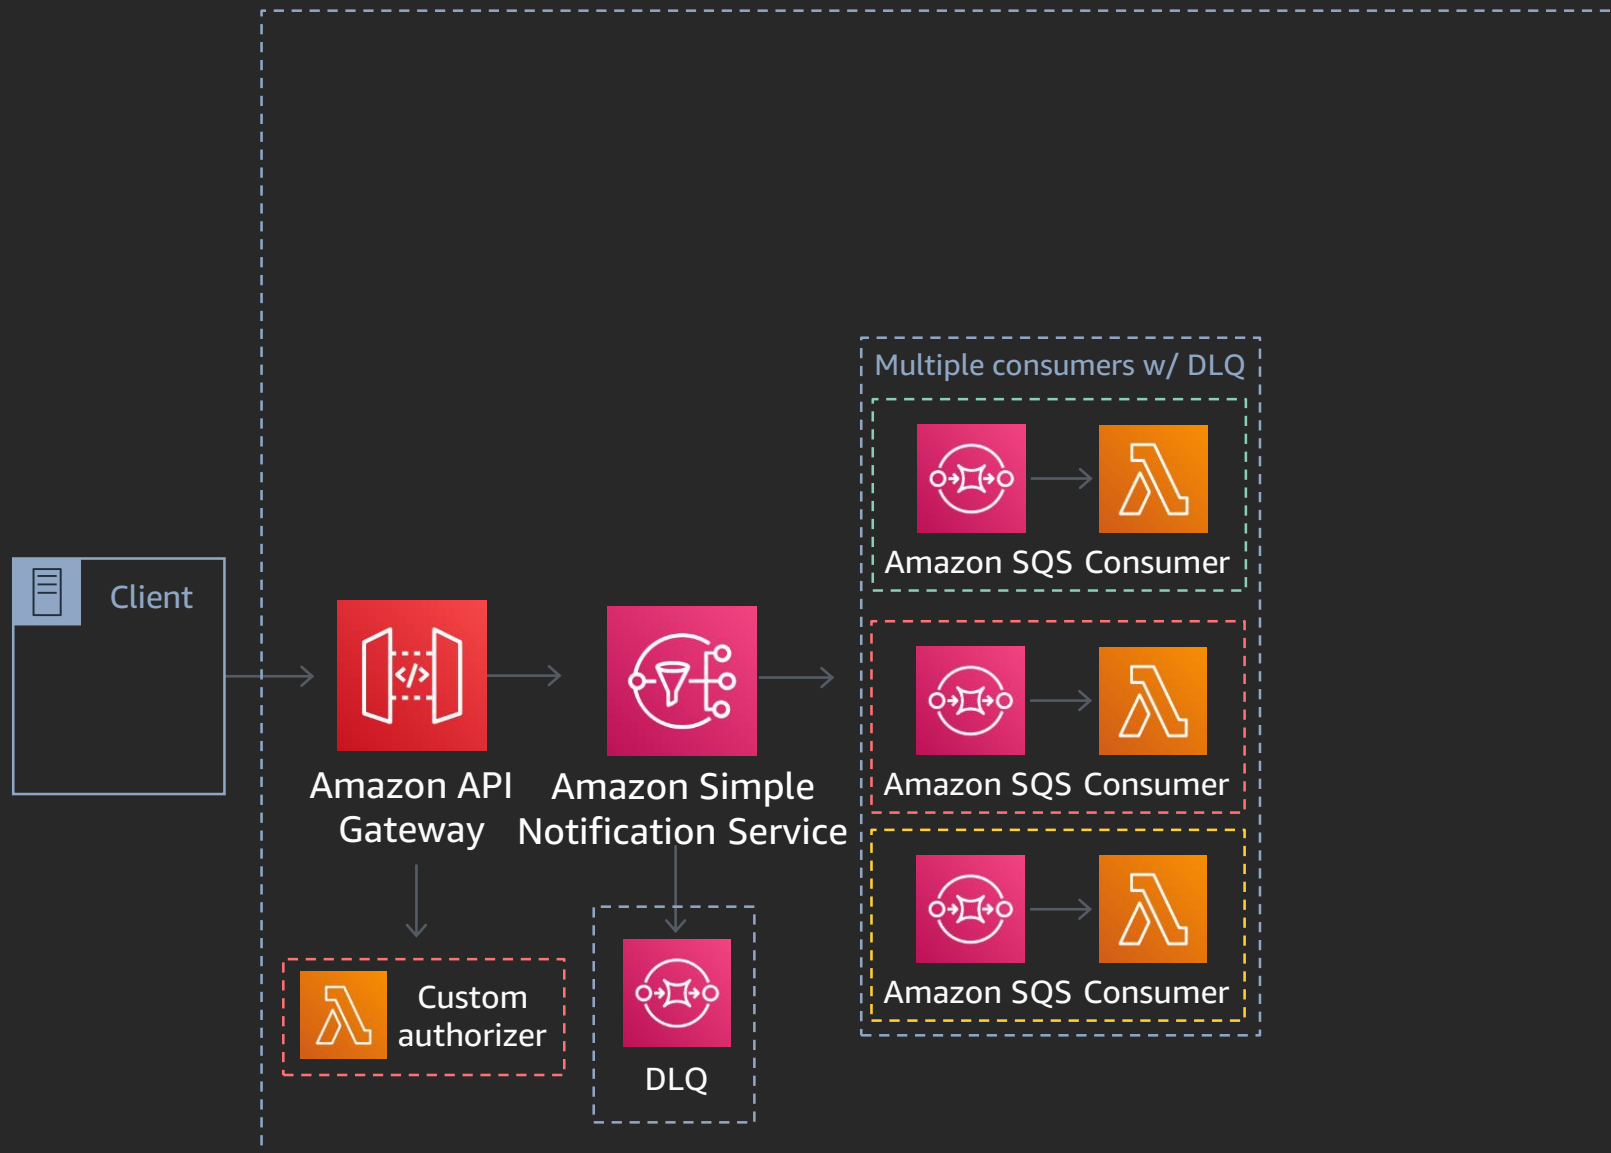 Multiple consumers w/ DLQ
Amazon SQS Consumer
Client
Amazon SQS Consumer
Amazon API
Gateway
Amazon Simple
Notification Service
Amazon SQS Consumer
Custom
authorizer
DLQ